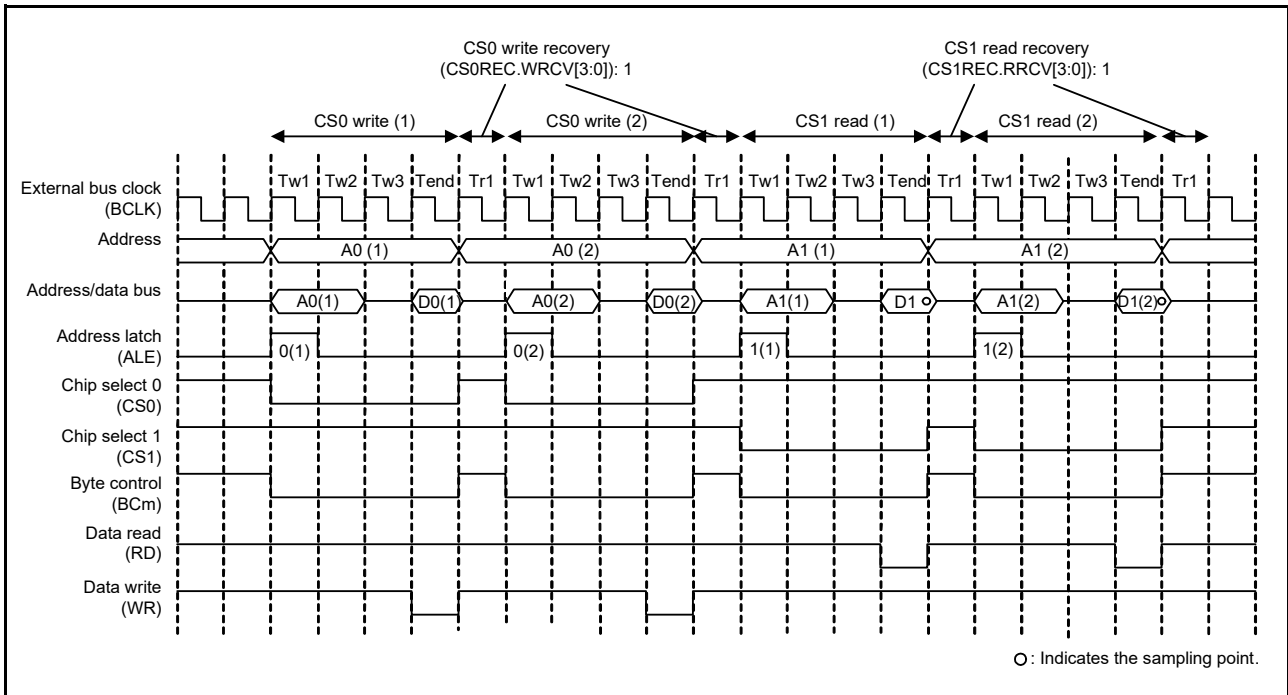 CS0 write recovery
(CS0REC.WRCV[3:0]): 1
CS1 read recovery
(CS1REC.RRCV[3:0]): 1
CS0 write (1)
CS0 write (2)
CS1 read (1)
CS1 read (2)
Tw1 Tw2 Tw3 Tend Tr1 Tw1 Tw2 Tw3 Tend Tr1 Tw1 Tw2 Tw3 Tend Tr1 Tw1 Tw2 Tw3 Tend Tr1
External bus clock
(BCLK)
Address
A0 (1) A0 (2) A1 (1) A1 (2)
Address/data bus
A0(1) D0(1 A0(2) D0(2) A1(1) D1 A1(2) D1(2)
Address latch
(ALE)
0(1) 0(2) 1(1) 1(2)
Chip select 0
(CS0)
Chip select 1
(CS1)
Byte control
(BCm)
Data read
(RD)
Data write
(WR)
: Indicates the sampling point.